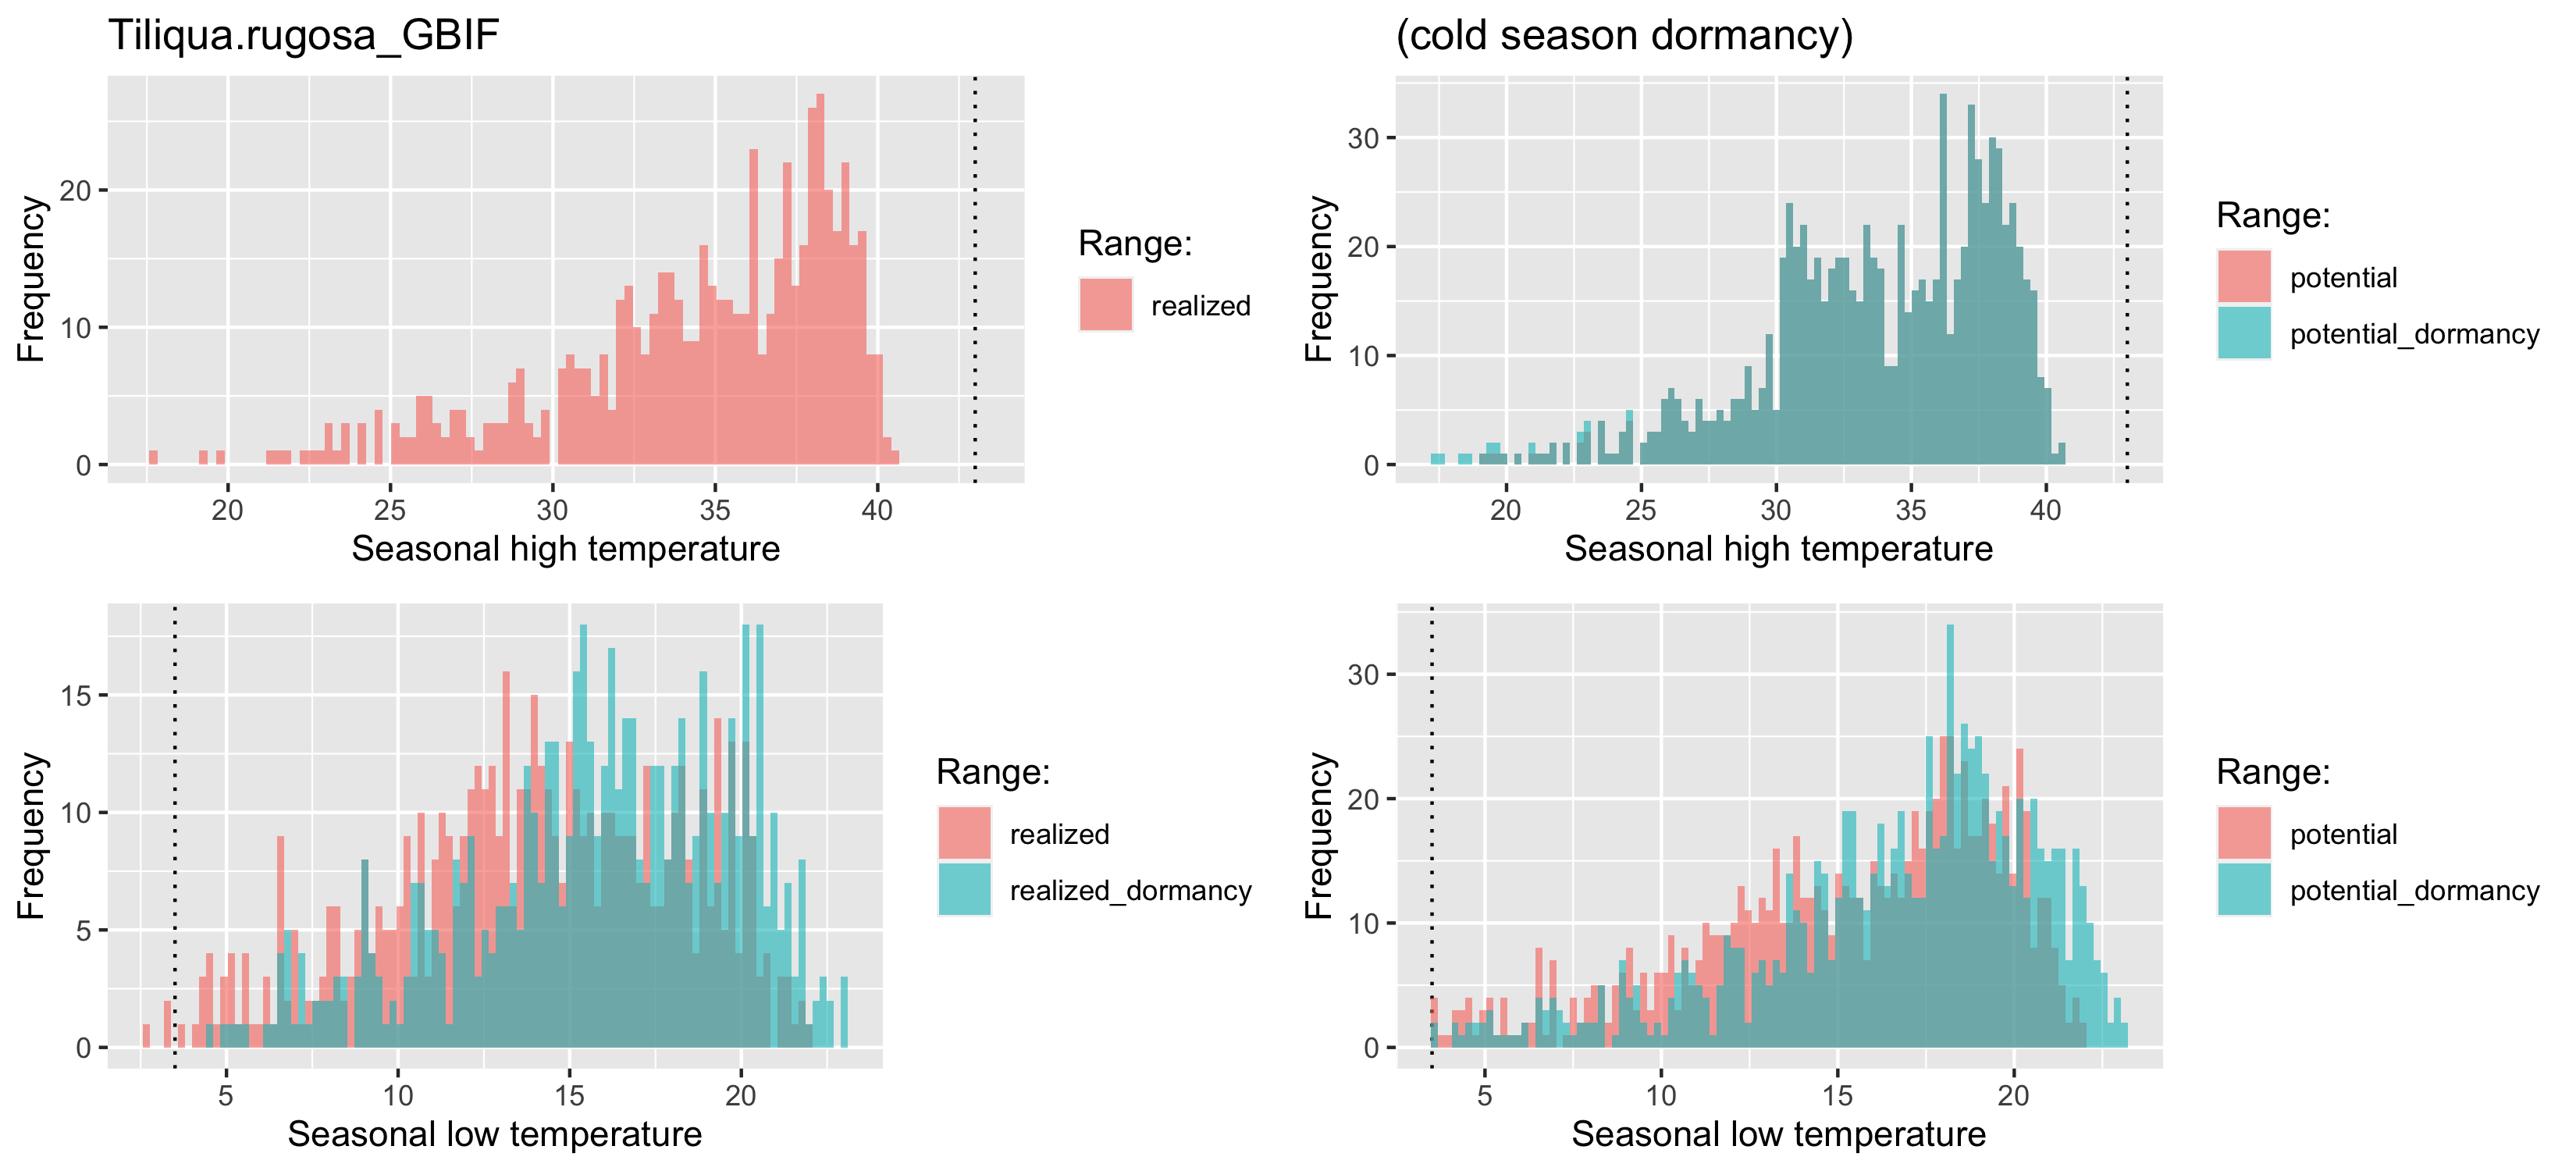 Tiliqua.rugosa_GBIF
Frequency
20
10
0
20 25 30 35 40
Seasonal high temperature
Range:
realized
(cold season dormancy)
Frequency
30
20
10
0
20 25 30 35 40
Seasonal high temperature
Range:
potential
potential_dormancy
Frequency
15
10
5
0
5 10 15 20
Seasonal low temperature
Range:
realized
realized_dormancy
Frequency
30
20
10
0
5 10 15 20
Seasonal low temperature
Range:
potential
potential_dormancy